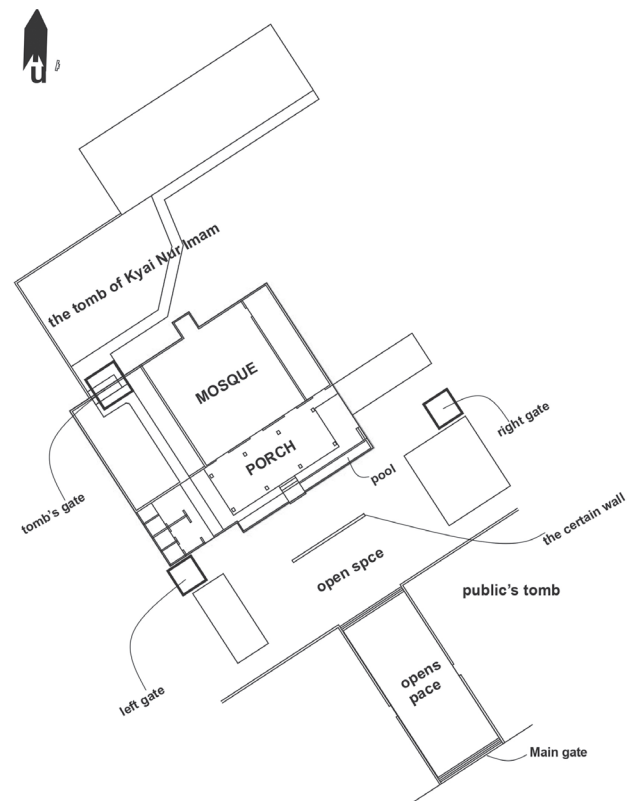 u
the tomb of Kyai Nur Imam
MOSQUE
PORCH
right gate
pool
tomb's gate
the certain wall
open spce
public's tomb
left gate
opens
pace
Main gate